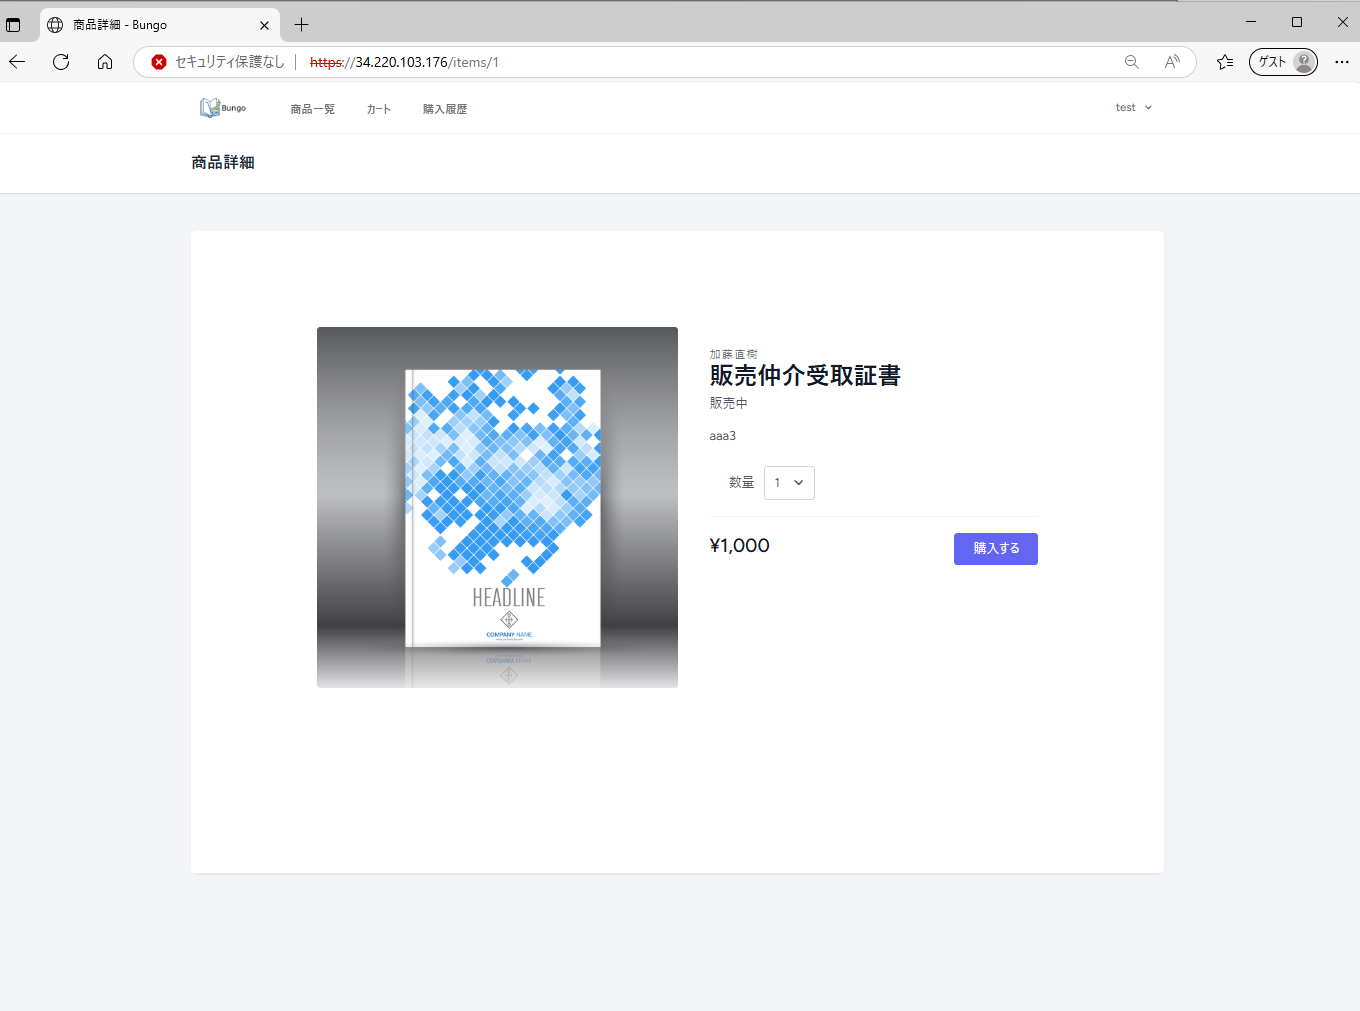 商品詳細 - Bungo
セキュリティ保護なし https://34.220.103.176/items/1 ゲスト
Bungo 商品一覧 カート 購入履歴 test
商品詳細
加藤直樹
販売仲介受取証書
販売中
aaa3
数量 1
¥1,000 購入する
HEADLINE
COMPANY NAME